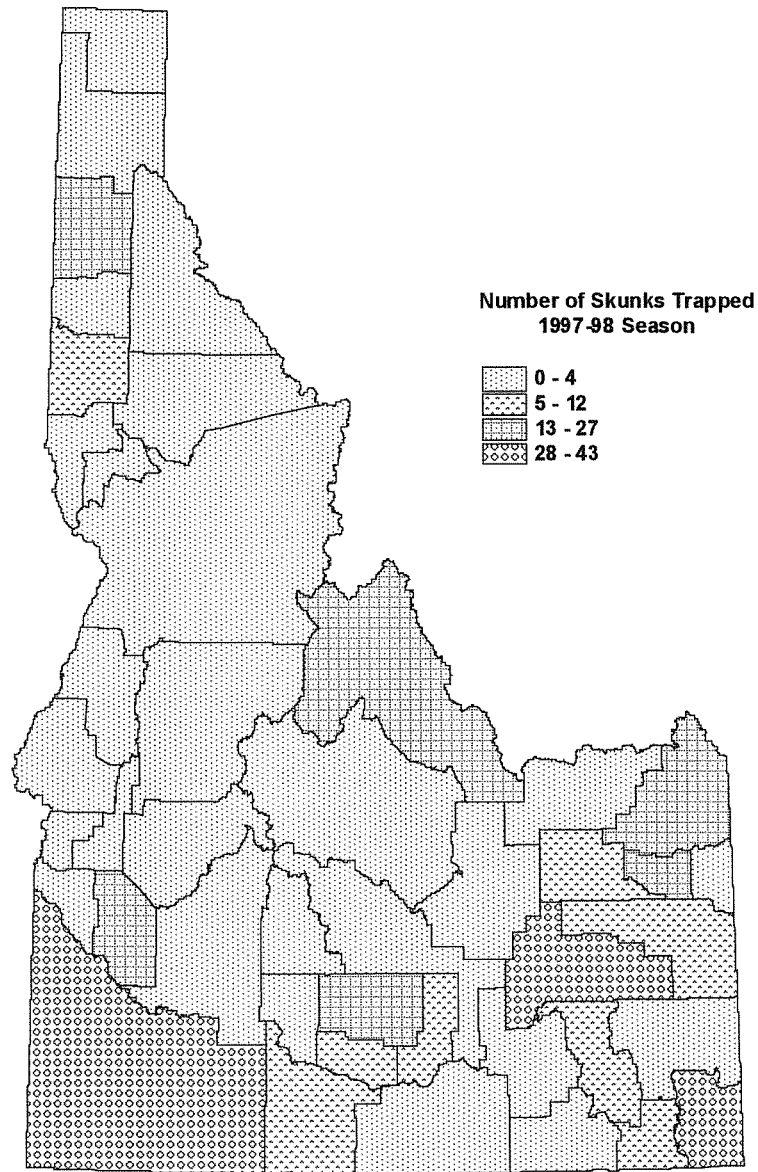 Number of Skunks Trapped
1997-98 Season
0 - 4
5 - 12
13 - 27
28 - 43